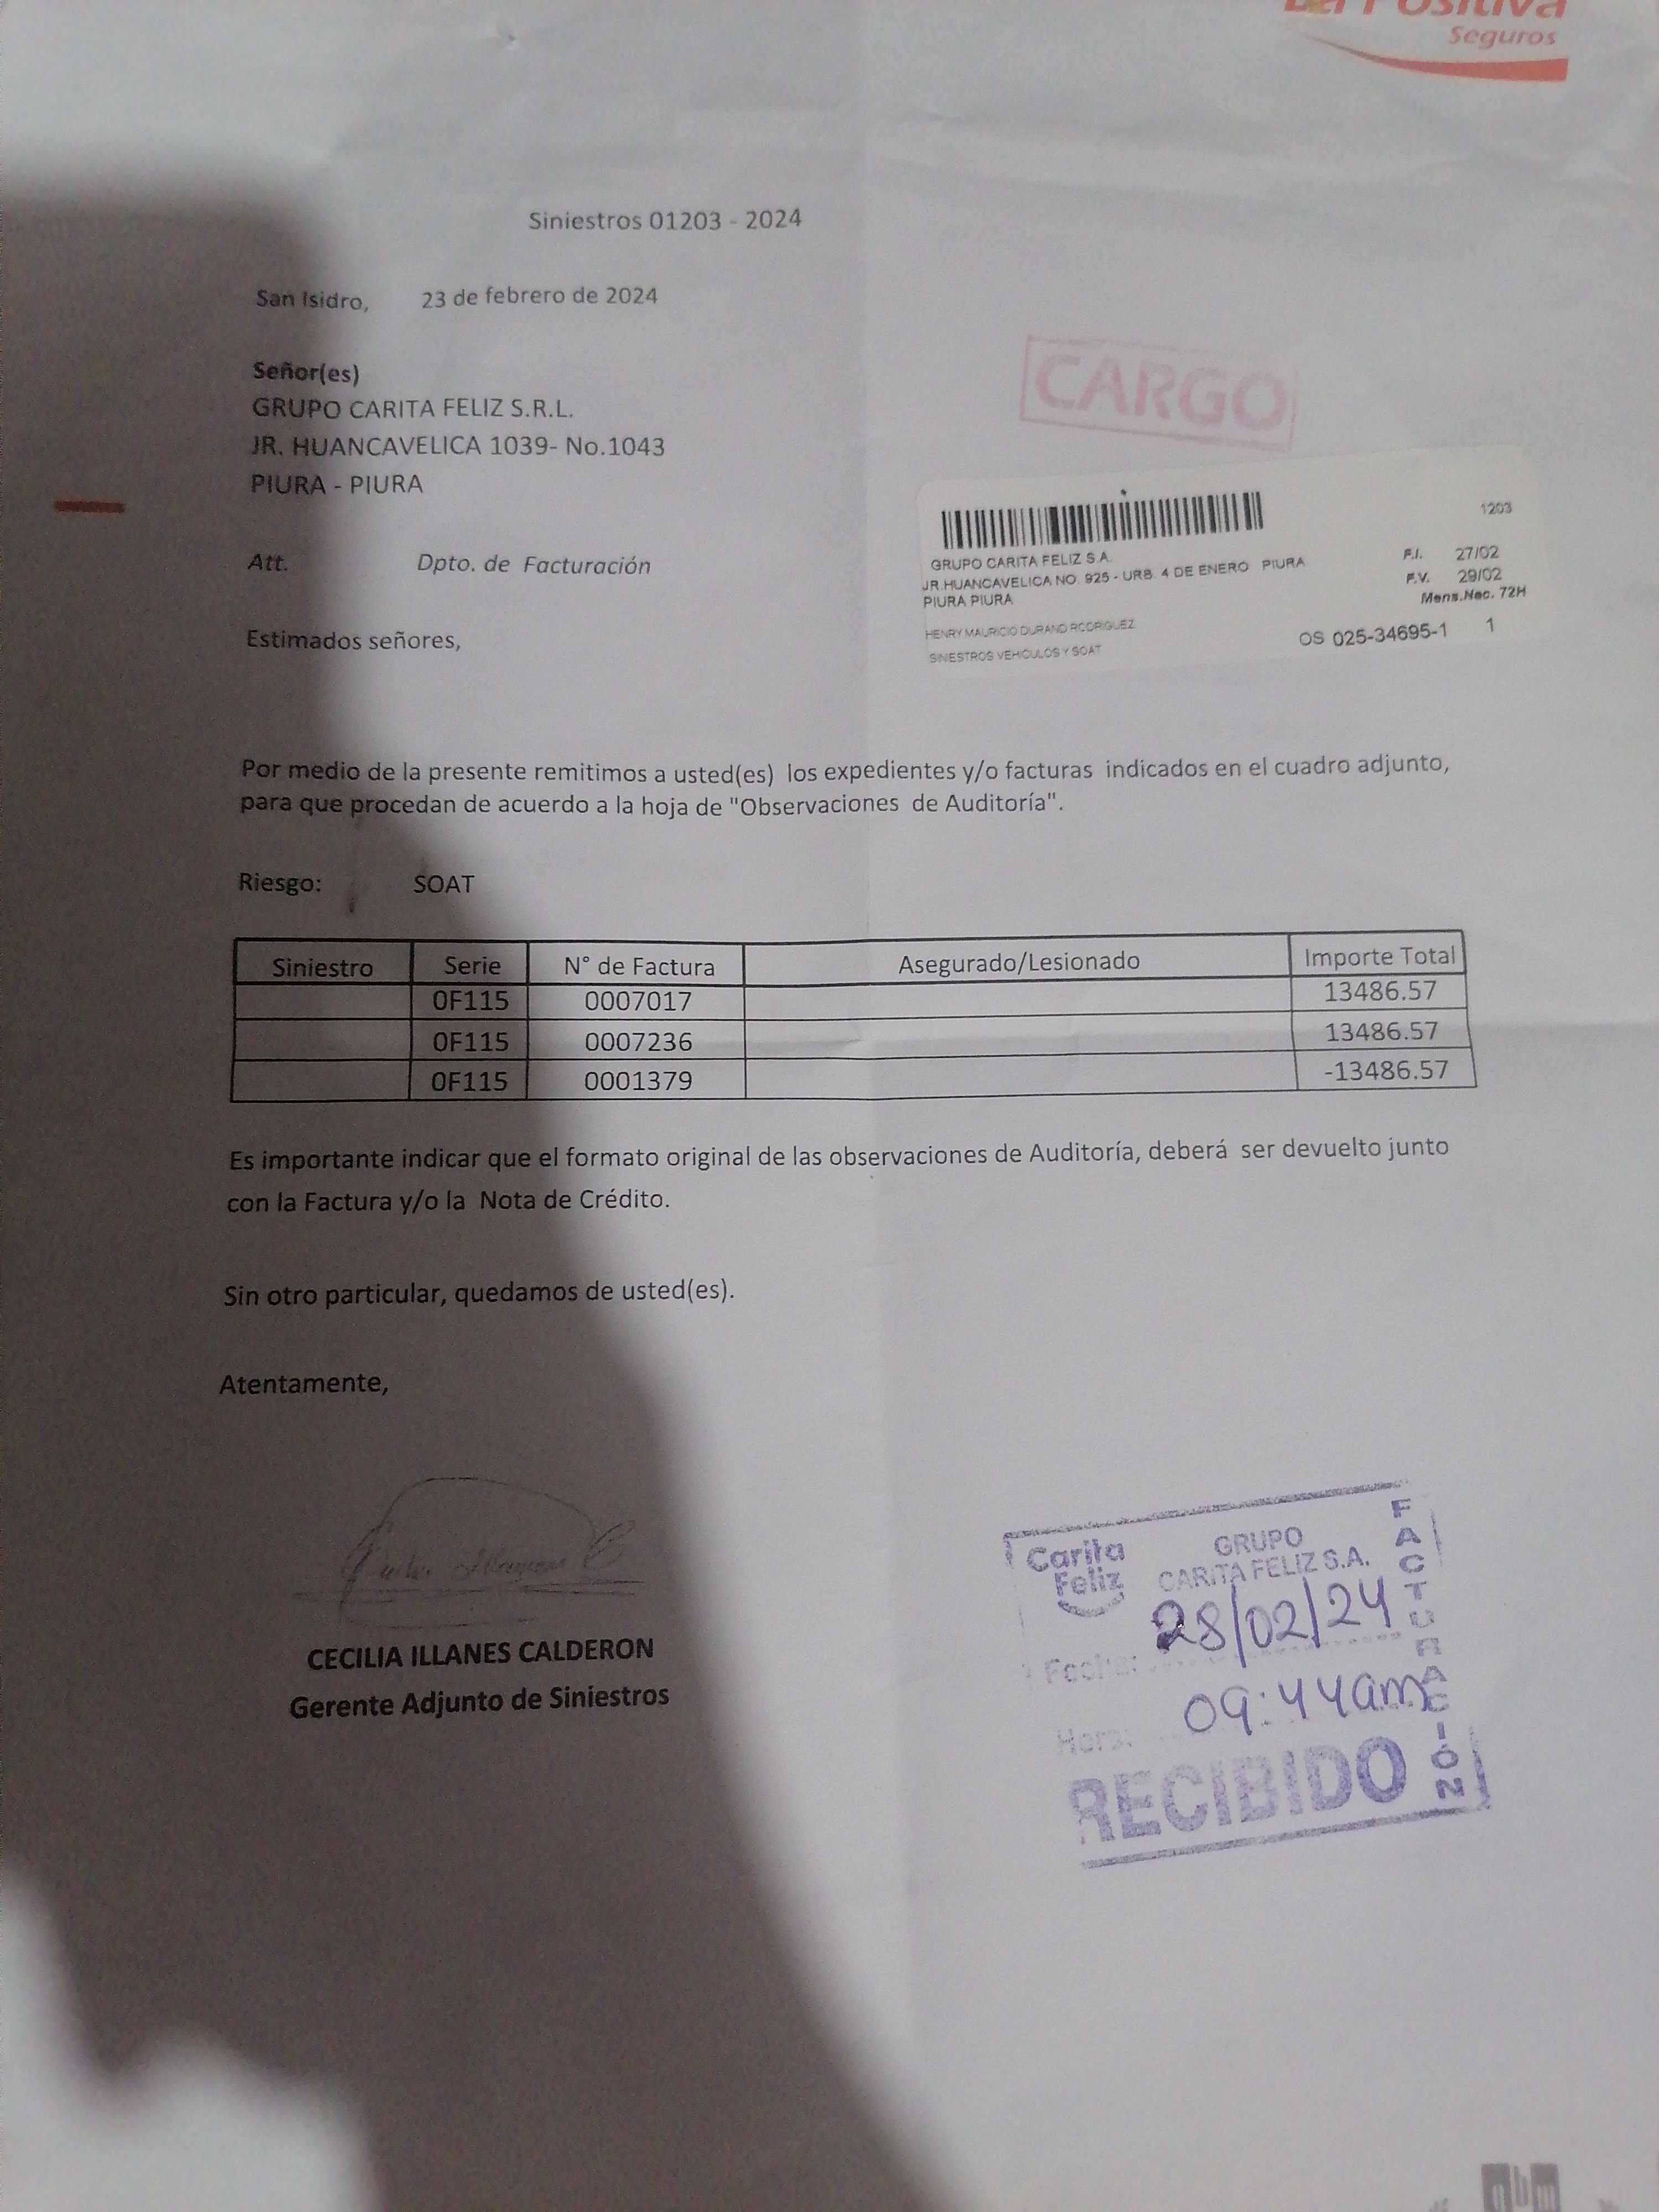 La Positiva
Seguros
Siniestros 01203 - 2024
San Isidro, 23 de febrero de 2024
Señor(es)
GRUPO CARITA FELIZ S.R.L.
JR. HUANCAVELICA 1039- No.1043
PIURA - PIURA
CARGO
1203
GRUPO CARITA FELIZ S.A.
JR.HUANCAVELICA NO. 925 - URB. 4 DE ENERO PIURA
PIURA PIURA
F.I. 27/02
F.V. 29/02
Mens.Nac. 72H
HENRY MAURICIO DURAND RCORIGUEZ
SINESTROS VEHICULOS Y SOAT
OS 025-34695-1 1
Att. Dpto. de Facturación
Estimados señores,
Por medio de la presente remitimos a usted(es) los expedientes y/o facturas indicados en el cuadro adjunto,
para que procedan de acuerdo a la hoja de "Observaciones de Auditoría".
Riesgo: SOAT
Siniestro Serie N° de Factura Asegurado/Lesionado Importe Total
0F115 0007017 13486.57
0F115 0007236 13486.57
0F115 0001379 -13486.57
Es importante indicar que el formato original de las observaciones de Auditoría, deberá ser devuelto junto
con la Factura y/o la Nota de Crédito.
Sin otro particular, quedamos de usted(es).
Atentamente,
CECILIA ILLANES CALDERON
Gerente Adjunto de Siniestros
Carita
Feliz
GRUPO
CARITA FELIZ S.A.
Fecha: 28/02/24
Hora: 09:44am
RECIBIDO
FACTURACIÓN